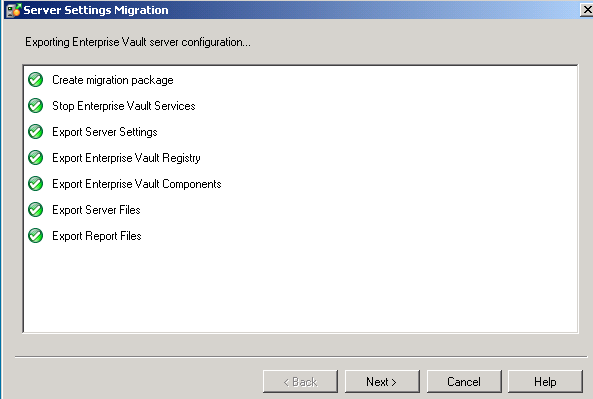 Server Settings Migration
Exporting Enterprise Vault server configuration...
Create migration package
Stop Enterprise Vault Services
Export Server Settings
Export Enterprise Vault Registry
Export Enterprise Vault Components
Export Server Files
Export Report Files
< Back Next > Cancel Help